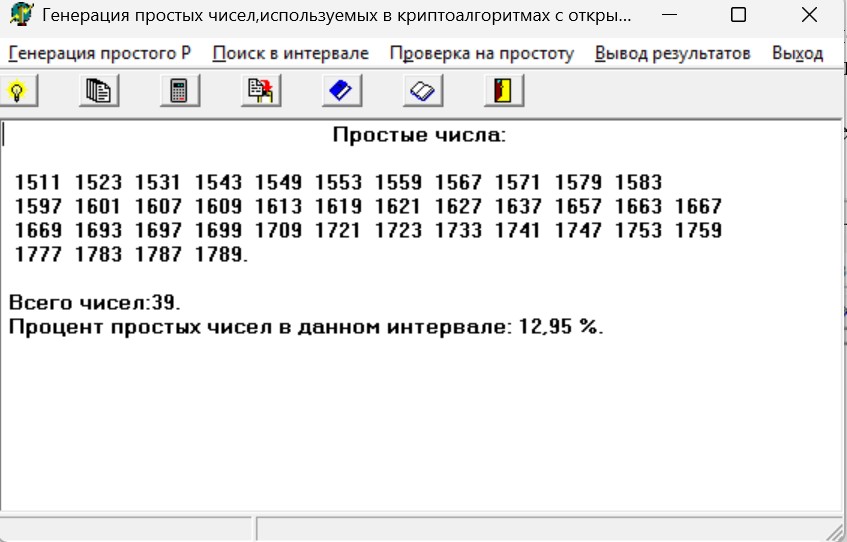 Генерация простых чисел,используемых в криптоалгоритмах с откры...
Генерация простого P Поиск в интервале Проверка на простоту Вывод результатов Выход
Простые числа:
1511 1523 1531 1543 1549 1553 1559 1567 1571 1579 1583
1597 1601 1607 1609 1613 1619 1621 1627 1637 1657 1663 1667
1669 1693 1697 1699 1709 1721 1723 1733 1741 1747 1753 1759
1777 1783 1787 1789.
Всего чисел:39.
Процент простых чисел в данном интервале: 12,95 %.